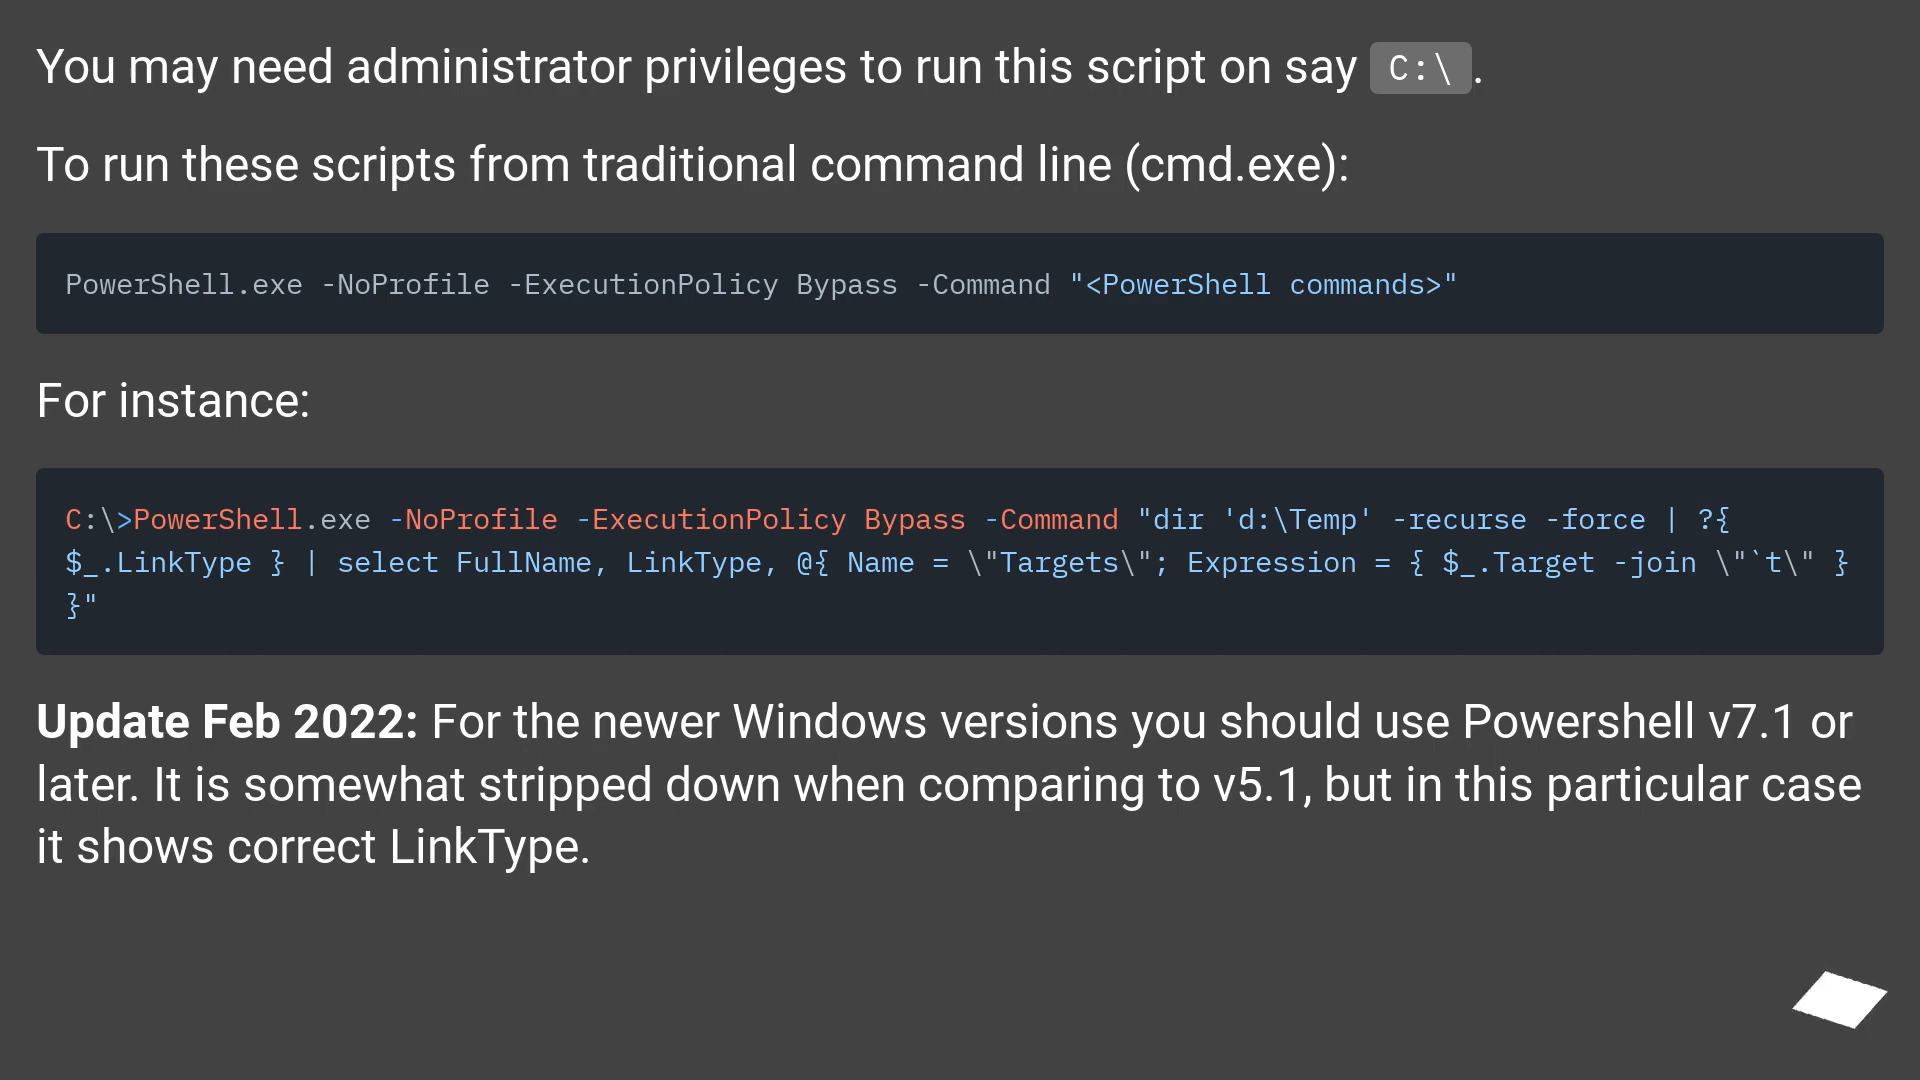 You may need administrator privileges to run this script on say C:\ .
To run these scripts from traditional command line (cmd.exe):
PowerShell.exe -NoProfile -ExecutionPolicy Bypass -Command "<PowerShell commands>"
For instance:
C:\>PowerShell.exe -NoProfile -ExecutionPolicy Bypass -Command "dir 'd:\Temp' -recurse -force | ?{
$_.LinkType } | select FullName, LinkType, @{ Name = \"Targets\"; Expression = { $_.Target -join \"`t\" }
}"
Update Feb 2022: For the newer Windows versions you should use Powershell v7.1 or
later. It is somewhat stripped down when comparing to v5.1, but in this particular case
it shows correct LinkType.